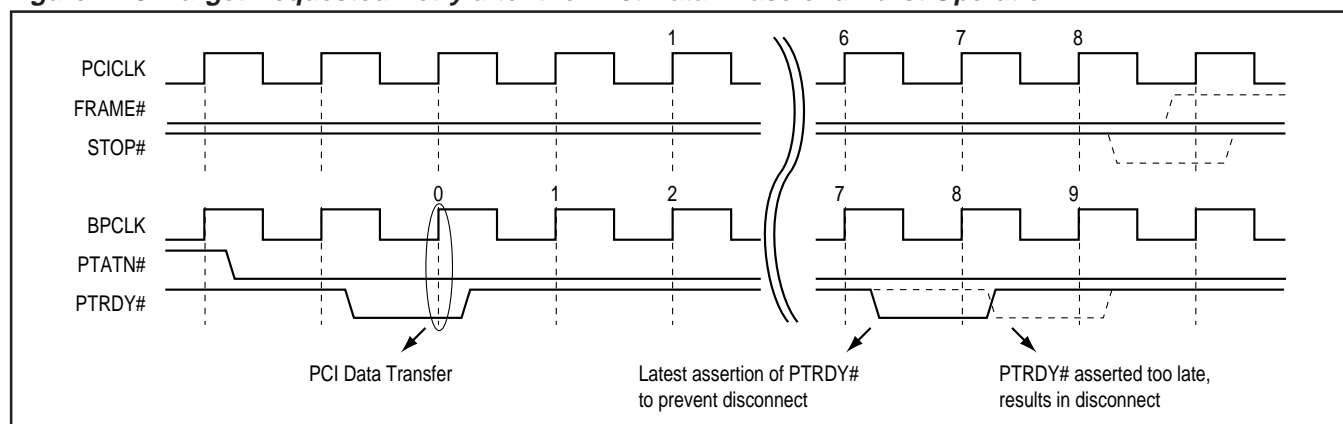 PCICLK
FRAME#
STOP#
1 6 7 8
BPCLK
PTATN#
PTRDY#
0 1 2 7 8 9
PCI Data Transfer
Latest assertion of PTRDY#
to prevent disconnect
PTRDY# asserted too late,
results in disconnect